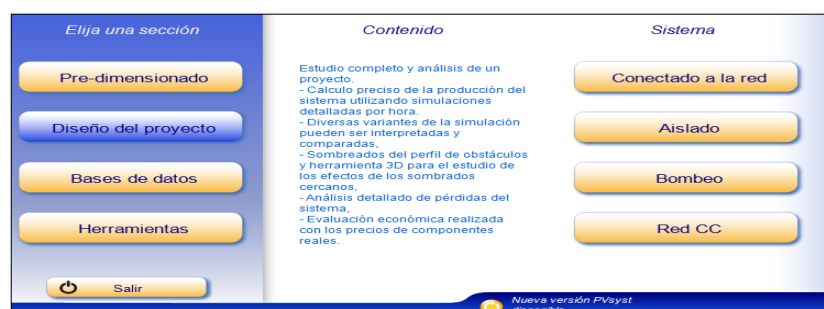 Elija una sección
Pre-dimensionado
Diseño del proyecto
Bases de datos
Herramientas
Salir
Contenido
Estudio completo y análisis de un
proyecto.
- Calculo preciso de la producción del
sistema utilizando simulaciones
detalladas por hora.
- Diversas variantes de la simulación
pueden ser interpretadas y
comparadas,
- Sombreados del perfil de obstáculos
y herramienta 3D para el estudio de
los efectos de los sombrados
cercanos,
- Análisis detallado de pérdidas del
sistema,
- Evaluación económica realizada
con los precios de componentes
reales.
Sistema
Conectado a la red
Aislado
Bombeo
Red CC
Nueva versión PVsyst